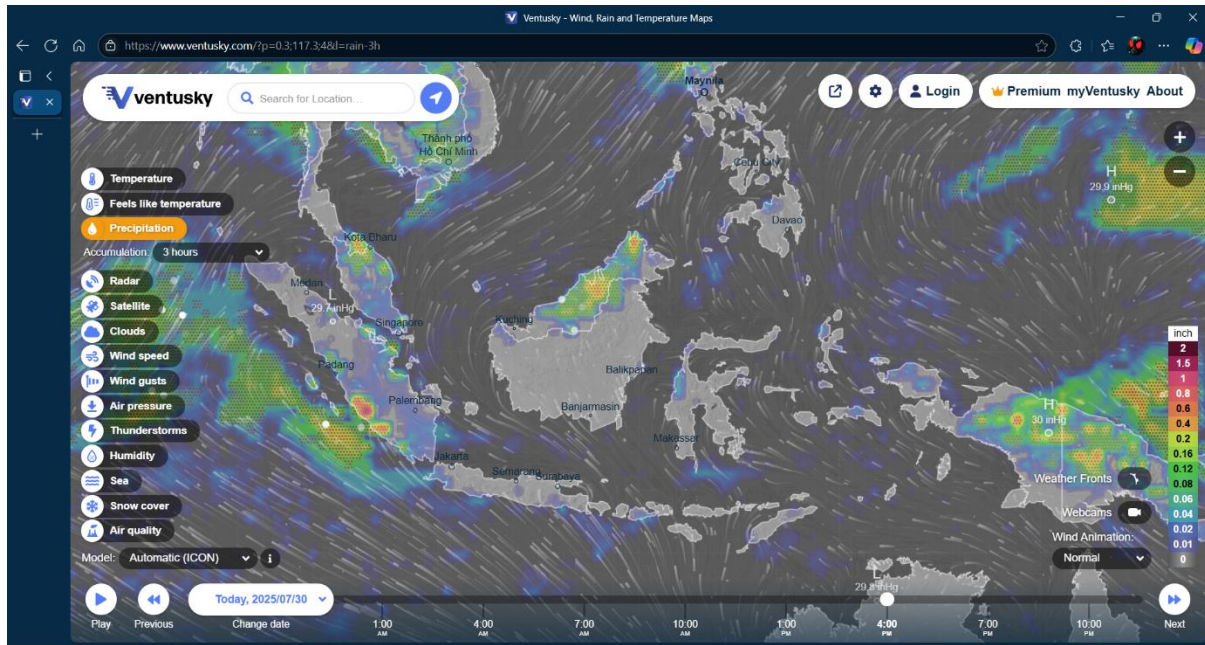 Ventusky - Wind, Rain and Temperature Maps
https://www.ventusky.com/?p=0.3;117.3;4&l=rain-3h
ventusky
Search for Location...
Login
Premium myVentusky About
Maynila
Thành phố
Hồ Chí Minh
Cebu City
H
29.9 inHg
Davao
Kota Bharu
Medan
L
29.7 inHg
Singapore
Kuching
Padang
Balikpapan
Palembang
Banjarmasin
Makassar
Jakarta
Semarang
Surabaya
H
30 inHg
L
29.8 inHg
Temperature
Feels like temperature
Precipitation
Accumulation: 3 hours
Radar
Satellite
Clouds
Wind speed
Wind gusts
Air pressure
Thunderstorms
Humidity
Sea
Snow cover
Air quality
Model: Automatic (ICON) i
inch
2
1.5
1
0.8
0.6
0.4
0.2
0.16
0.12
0.08
0.06
0.04
0.02
0.01
0
Weather Fronts
Webcams
Wind Animation:
Normal
Play
Previous
Today, 2025/07/30
Change date
1:00 AM
4:00 AM
7:00 AM
10:00 AM
1:00 PM
4:00 PM
7:00 PM
10:00 PM
Next